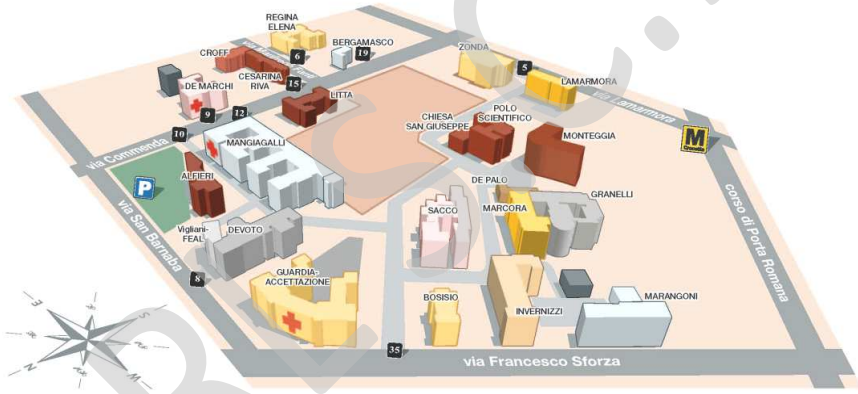 REGINA
ELENA
CROFF
6
BERGAMASCO
19
ZONDA
5
LAMARMORA
via Lamarmora
DE MARCHI
CESARINA
RIVA
15
LITTA
9
12
POLO
SCIENTIFICO
CHIESA
SAN GIUSEPPE
MONTEGGIA
M
10
via Commenda
MANGIAGALLI
P
ALFIERI
DE PALO
GRANELLI
SACCO
MARCORA
corso di Porta Romana
via San Barnaba
Vigliani-
FEAL
DEVOTO
8
GUARDIA-
ACCETTAZIONE
BOSISIO
INVERNIZZI
MARANGONI
35
via Francesco Sforza
E
S
N
W